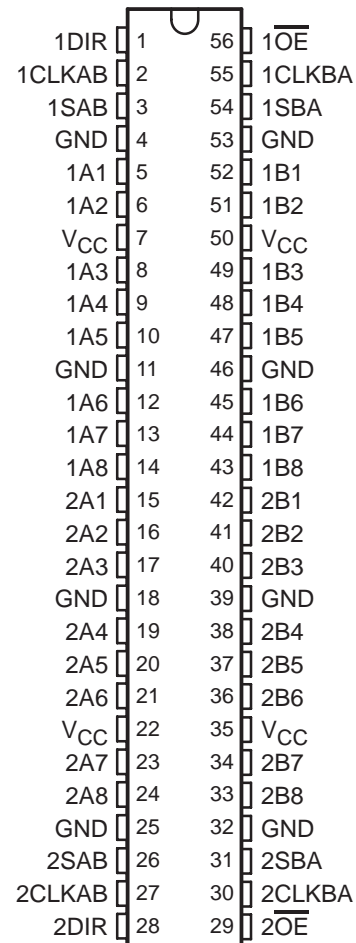 1DIR 1 56 1O̅E̅
1CLKAB 2 55 1CLKBA
1SAB 3 54 1SBA
GND 4 53 GND
1A1 5 52 1B1
1A2 6 51 1B2
VCC 7 50 VCC
1A3 8 49 1B3
1A4 9 48 1B4
1A5 10 47 1B5
GND 11 46 GND
1A6 12 45 1B6
1A7 13 44 1B7
1A8 14 43 1B8
2A1 15 42 2B1
2A2 16 41 2B2
2A3 17 40 2B3
GND 18 39 GND
2A4 19 38 2B4
2A5 20 37 2B5
2A6 21 36 2B6
VCC 22 35 VCC
2A7 23 34 2B7
2A8 24 33 2B8
GND 25 32 GND
2SAB 26 31 2SBA
2CLKAB 27 30 2CLKBA
2DIR 28 29 2O̅E̅